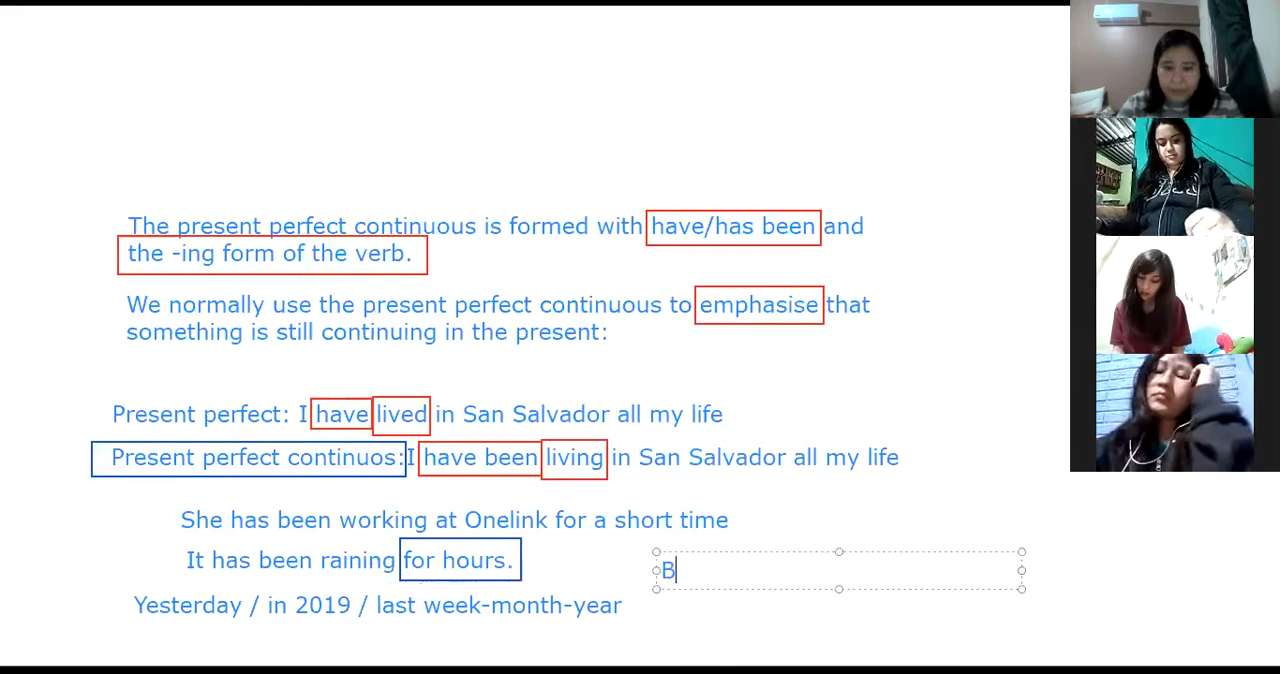 The present perfect continuous is formed with have/has been and
the -ing form of the verb.
We normally use the present perfect continuous to emphasise that
something is still continuing in the present:
Present perfect: I have lived in San Salvador all my life
Present perfect continuos: I have been living in San Salvador all my life
She has been working at Onelink for a short time
It has been raining for hours.
B
Yesterday / in 2019 / last week-month-year